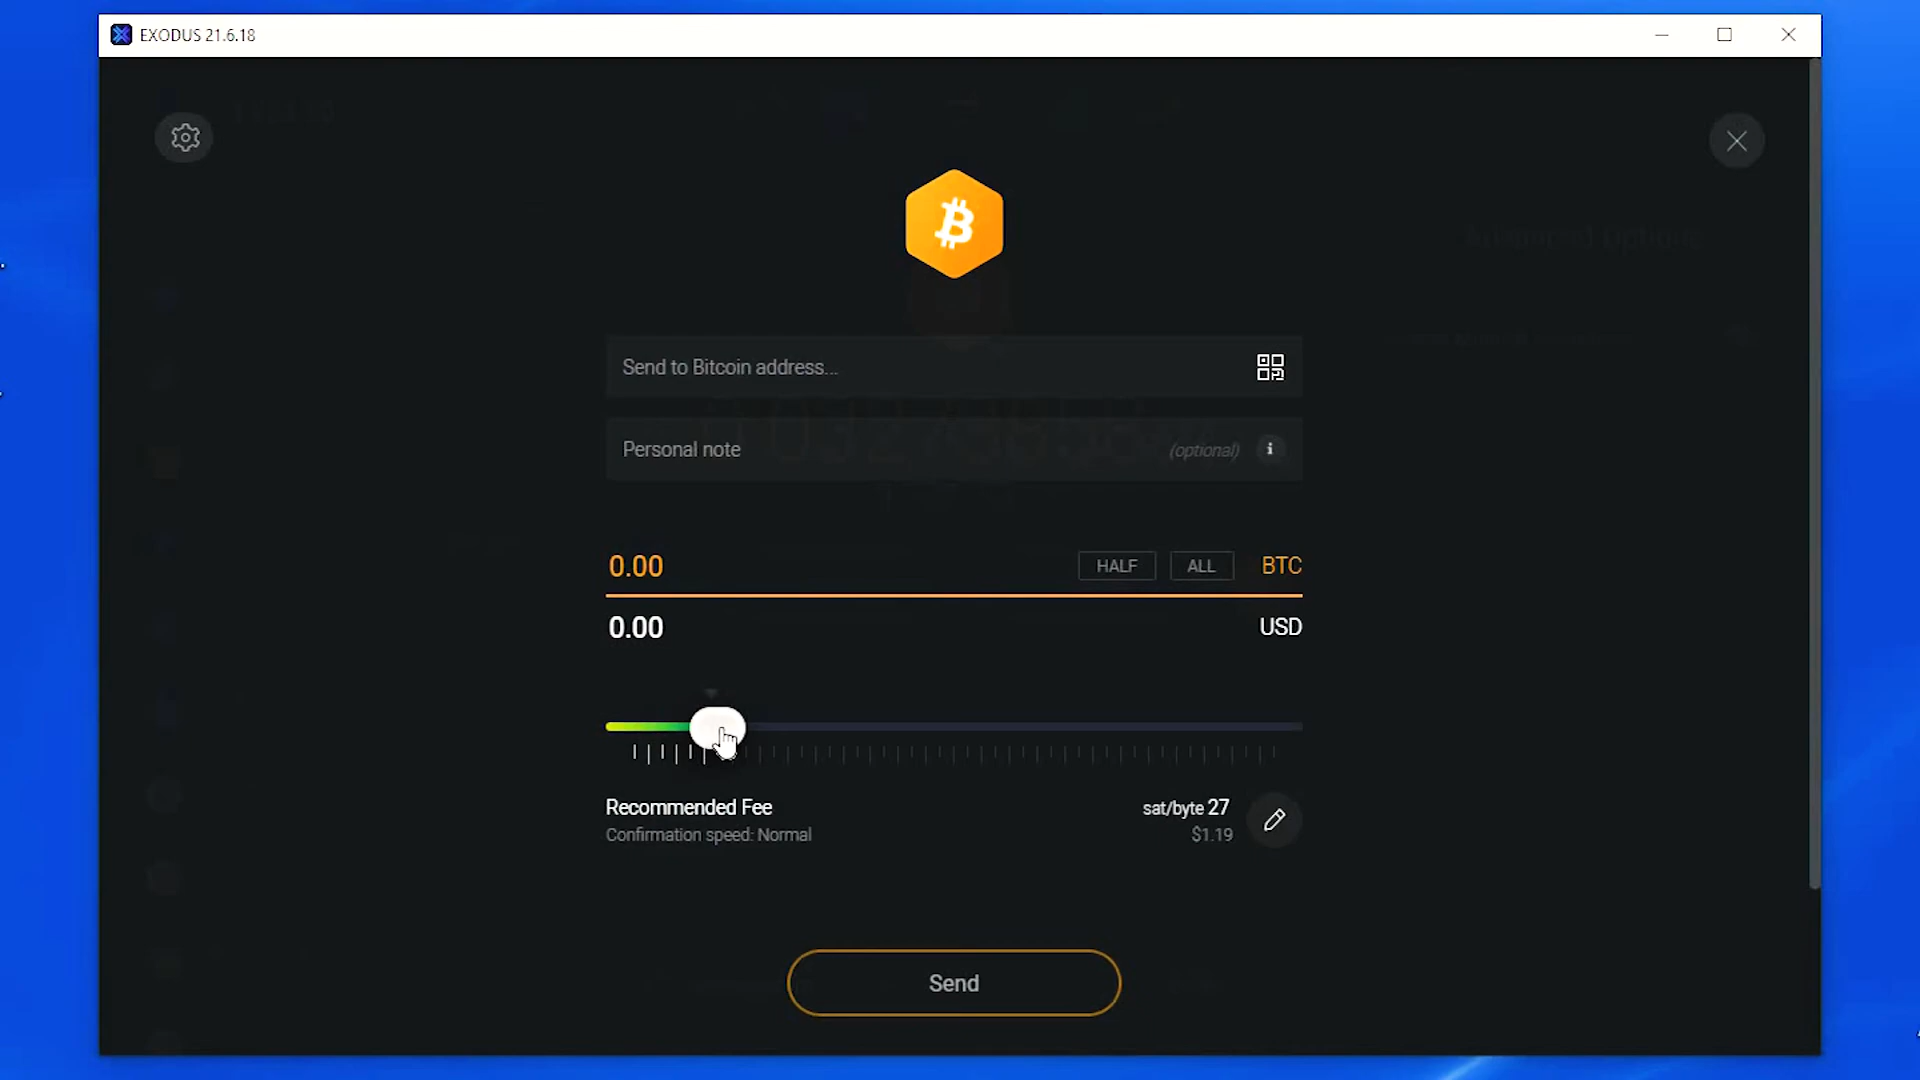 EXODUS 21.6.18
Send to Bitcoin address...
Personal note (optional)
0.00 HALF ALL BTC
0.00 USD
Recommended Fee sat/byte 27
Confirmation speed: Normal $1.19
Send